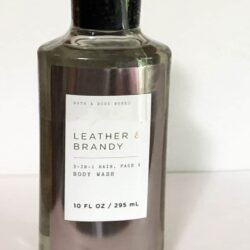 BATH & BODY WORKS
LEATHER &
BRANDY
3-IN-1 HAIR, FACE &
BODY WASH
10 FL OZ / 295 mL